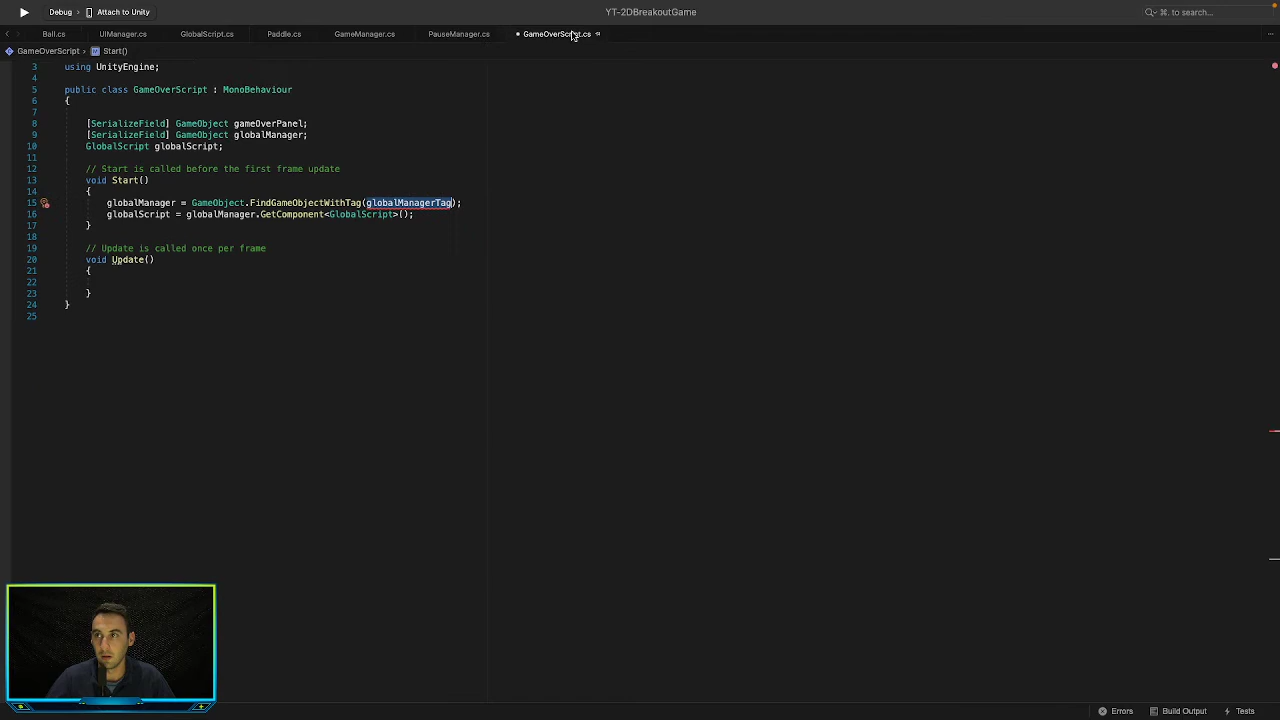 Debug
Attach to Unity
YT-2DBreakoutGame
⌘. to search...
Ball.cs
UIManager.cs
GlobalScript.cs
Paddle.cs
GameManager.cs
PauseManager.cs
GameOverScript.cs
GameOverScript
Start()
3 using UnityEngine;
4
5 public class GameOverScript : MonoBehaviour
6 {
7
8 [SerializeField] GameObject gameOverPanel;
9 [SerializeField] GameObject globalManager;
10 GlobalScript globalScript;
11
12 // Start is called before the first frame update
13 void Start()
14 {
15 globalManager = GameObject.FindGameObjectWithTag(globalManagerTag);
16 globalScript = globalManager.GetComponent<GlobalScript>();
17 }
18
19 // Update is called once per frame
20 void Update()
21 {
22
23 }
24 }
25
Errors
Build Output
Tests